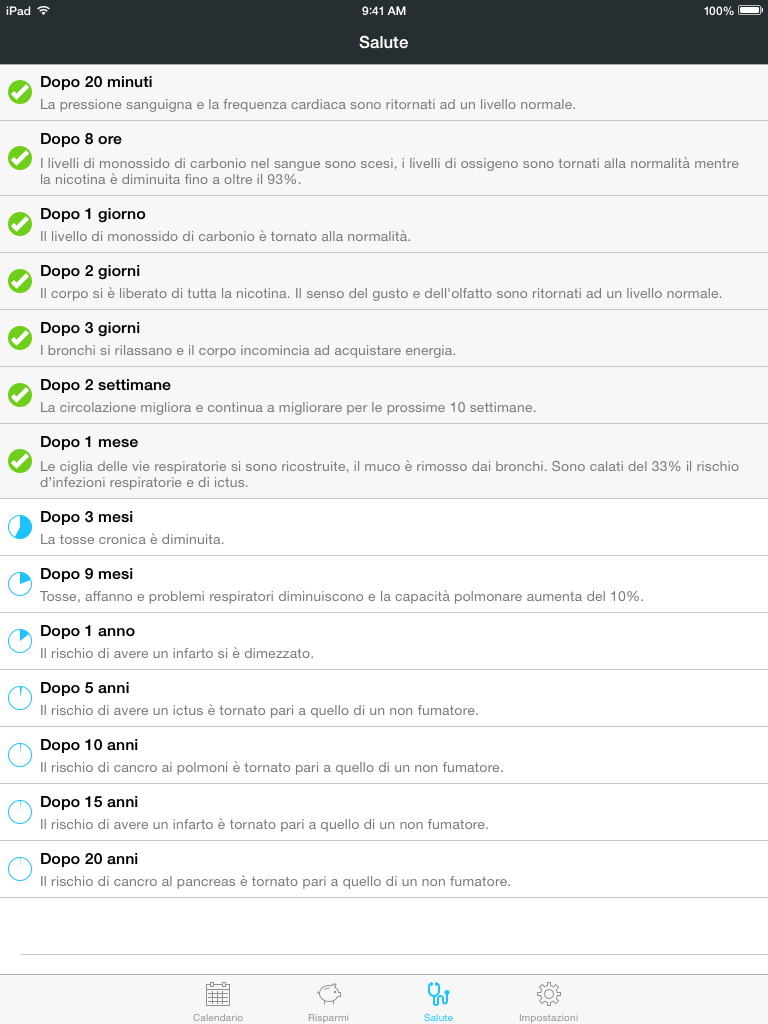 iPad 9:41 AM 100%
Salute
Dopo 20 minuti
La pressione sanguigna e la frequenza cardiaca sono ritornati ad un livello normale.
Dopo 8 ore
I livelli di monossido di carbonio nel sangue sono scesi, i livelli di ossigeno sono tornati alla normalità mentre
la nicotina è diminuita fino a oltre il 93%.
Dopo 1 giorno
Il livello di monossido di carbonio è tornato alla normalità.
Dopo 2 giorni
Il corpo si è liberato di tutta la nicotina. Il senso del gusto e dell'olfatto sono ritornati ad un livello normale.
Dopo 3 giorni
I bronchi si rilassano e il corpo incomincia ad acquistare energia.
Dopo 2 settimane
La circolazione migliora e continua a migliorare per le prossime 10 settimane.
Dopo 1 mese
Le ciglia delle vie respiratorie si sono ricostruite, il muco è rimosso dai bronchi. Sono calati del 33% il rischio
d’infezioni respiratorie e di ictus.
Dopo 3 mesi
La tosse cronica è diminuita.
Dopo 9 mesi
Tosse, affanno e problemi respiratori diminuiscono e la capacità polmonare aumenta del 10%.
Dopo 1 anno
Il rischio di avere un infarto si è dimezzato.
Dopo 5 anni
Il rischio di avere un ictus è tornato pari a quello di un non fumatore.
Dopo 10 anni
Il rischio di cancro ai polmoni è tornato pari a quello di un non fumatore.
Dopo 15 anni
Il rischio di avere un infarto è tornato pari a quello di un non fumatore.
Dopo 20 anni
Il rischio di cancro al pancreas è tornato pari a quello di un non fumatore.
Calendario Risparmi Salute Impostazioni